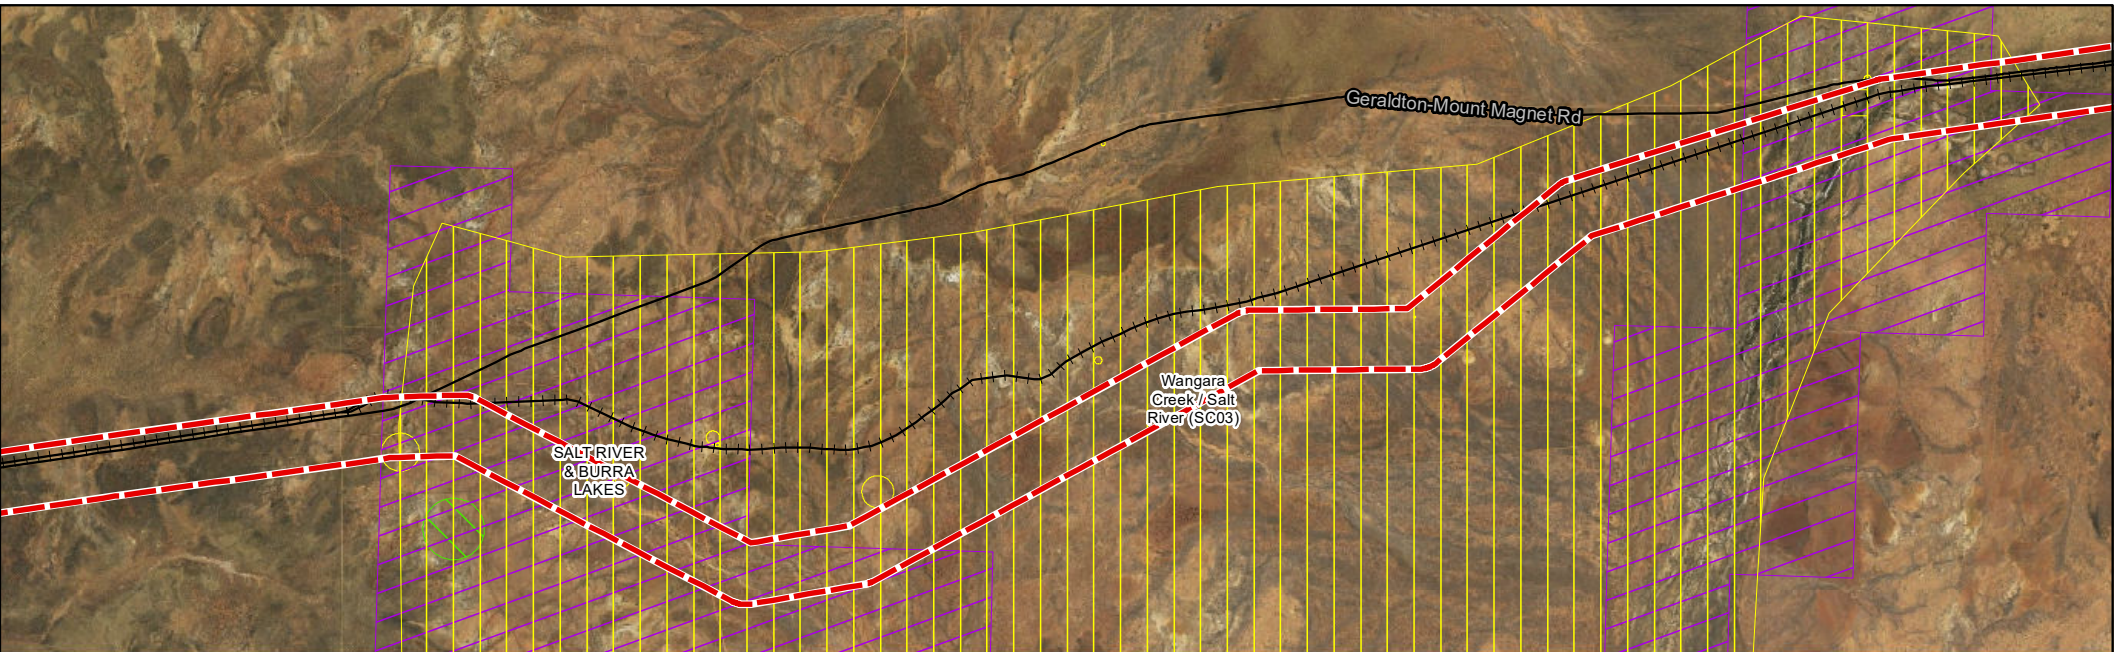 Geraldton-Mount Magnet Rd
Wangara
Creek / Salt
River (SC03)
SALT RIVER
& BURRA
LAKES